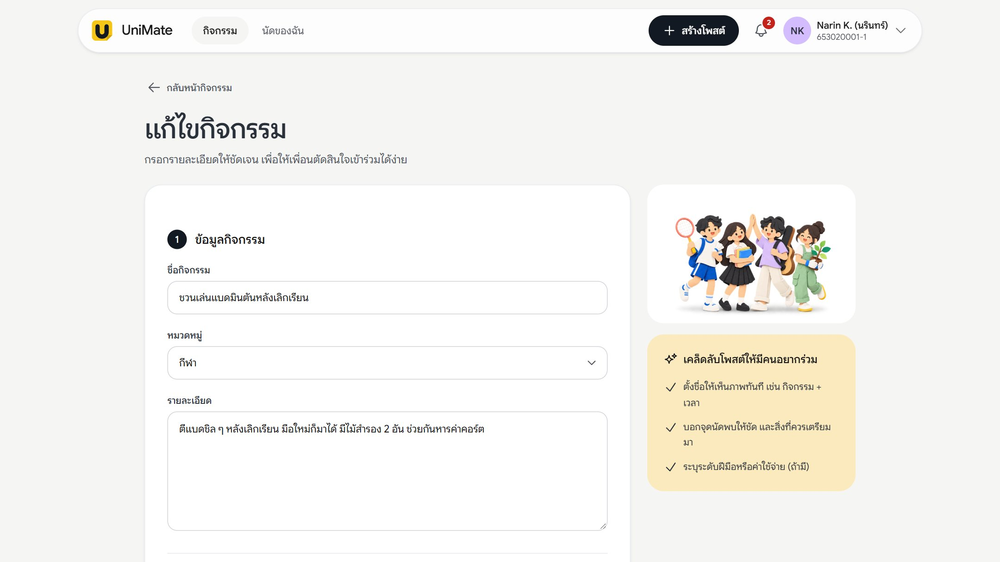 UniMate
กิจกรรม
นัดของฉัน
สร้างโพสต์
2
NK
Narin K. (นรินทร์)
653020001-1
กลับหน้ากิจกรรม
แก้ไขกิจกรรม
กรอกรายละเอียดให้ชัดเจน เพื่อให้เพื่อนตัดสินใจเข้าร่วมได้ง่าย
1 ข้อมูลกิจกรรม
ชื่อกิจกรรม
ชวนเล่นแบดมินตันหลังเลิกเรียน
หมวดหมู่
กีฬา
รายละเอียด
ตีแบดชิล ๆ หลังเลิกเรียน มือใหม่ก็มาได้ มีไม้สำรอง 2 อัน ช่วยกันหารค่าคอร์ต
เคล็ดลับโพสต์ให้มีคนอยากร่วม
ตั้งชื่อให้เห็นภาพทันที เช่น กิจกรรม +
เวลา
บอกจุดนัดพบให้ชัด และสิ่งที่ควรเตรียม
มา
ระบุระดับฝีมือหรือค่าใช้จ่าย (ถ้ามี)